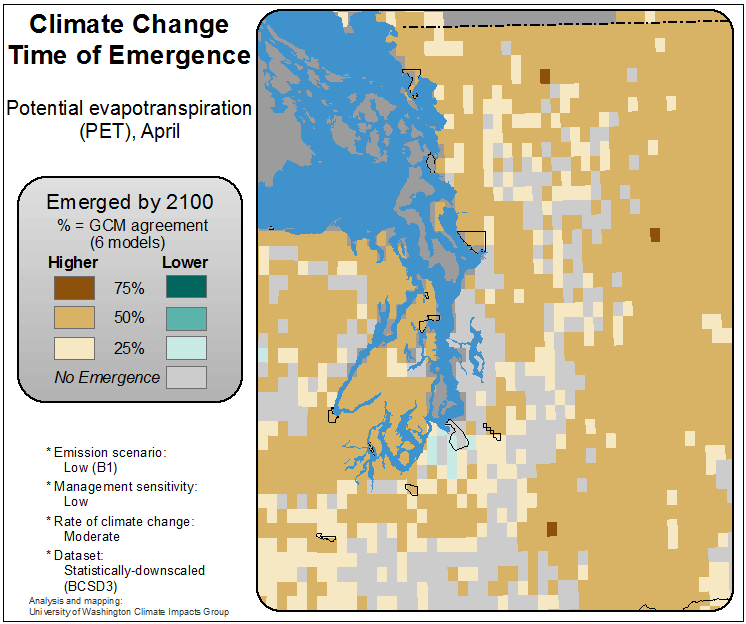 Climate Change
Time of Emergence
Potential evapotranspiration
(PET), April
Emerged by 2100
% = GCM agreement
(6 models)
Higher Lower
75%
50%
25%
No Emergence
* Emission scenario:
Low (B1)
* Management sensitivity:
Low
* Rate of climate change:
Moderate
* Dataset:
Statistically-downscaled
(BCSD3)
Analysis and mapping:
University of Washington Climate Impacts Group